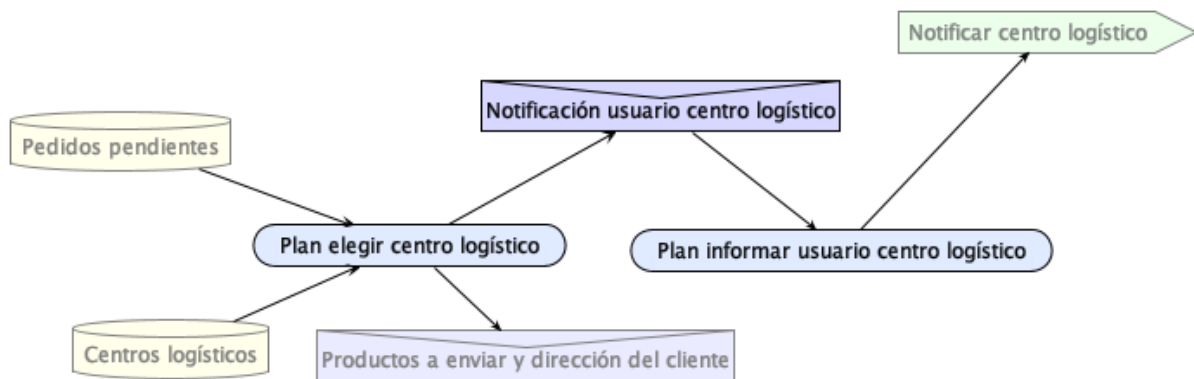 Notificar centro logístico
Notificación usuario centro logístico
Pedidos pendientes
Plan elegir centro logístico
Plan informar usuario centro logístico
Centros logísticos
Productos a enviar y dirección del cliente